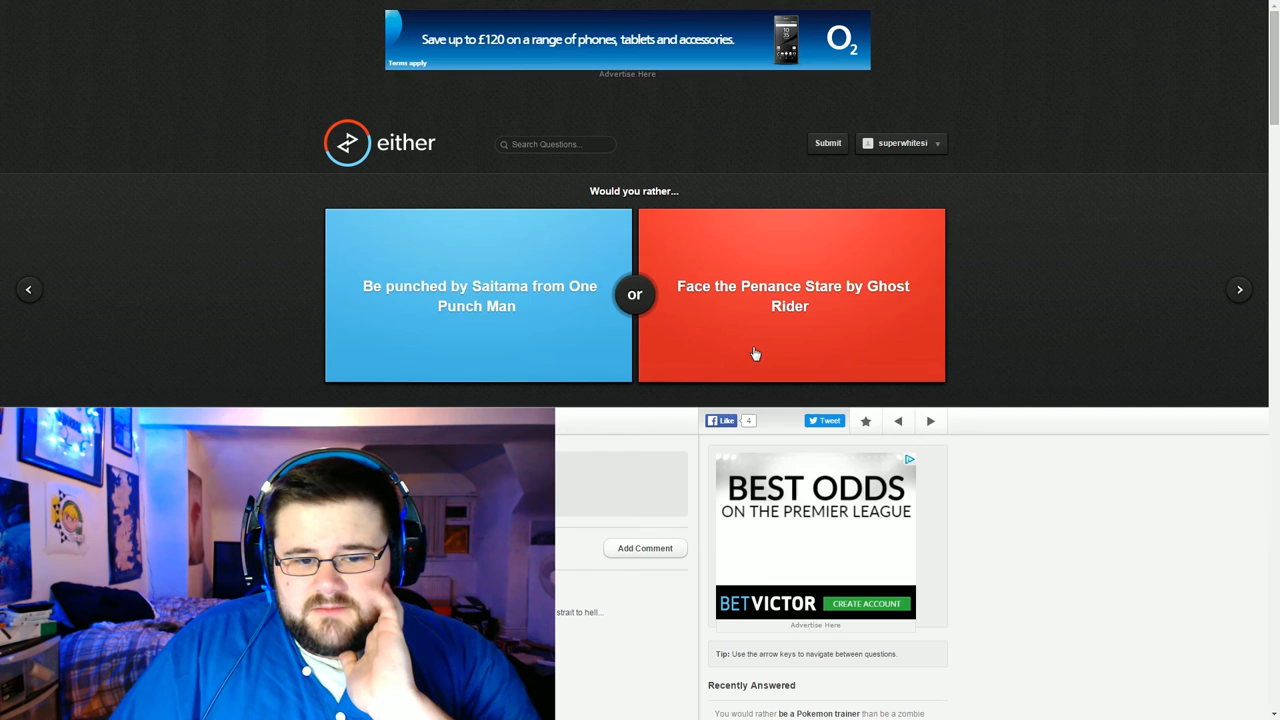 Save up to £120 on a range of phones, tablets and accessories.
O2
Terms apply
Advertise Here
either
Search Questions...
Submit
superwhitesi
Would you rather...
Be punched by Saitama from One
Punch Man
or
Face the Penance Stare by Ghost
Rider
Like
4
Tweet
BEST ODDS
ON THE PREMIER LEAGUE
BETVICTOR
CREATE ACCOUNT
Advertise Here
Add Comment
strait to hell...
Tip: Use the arrow keys to navigate between questions.
Recently Answered
You would rather be a Pokemon trainer than be a zombie